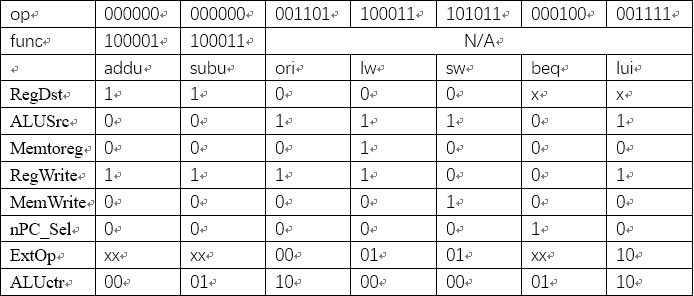 op 000000 000000 001101 100011 101011 000100 001111
func 100001 100011 N/A
addu subu ori lw sw beq lui
RegDst 1 1 0 0 0 x x
ALUSrc 0 0 1 1 1 0 1
Memtoreg 0 0 0 1 0 0 0
RegWrite 1 1 1 1 0 0 1
MemWrite 0 0 0 0 1 0 0
nPC_Sel 0 0 0 0 0 1 0
ExtOp xx xx 00 01 01 xx 10
ALUctr 00 01 10 00 00 01 10